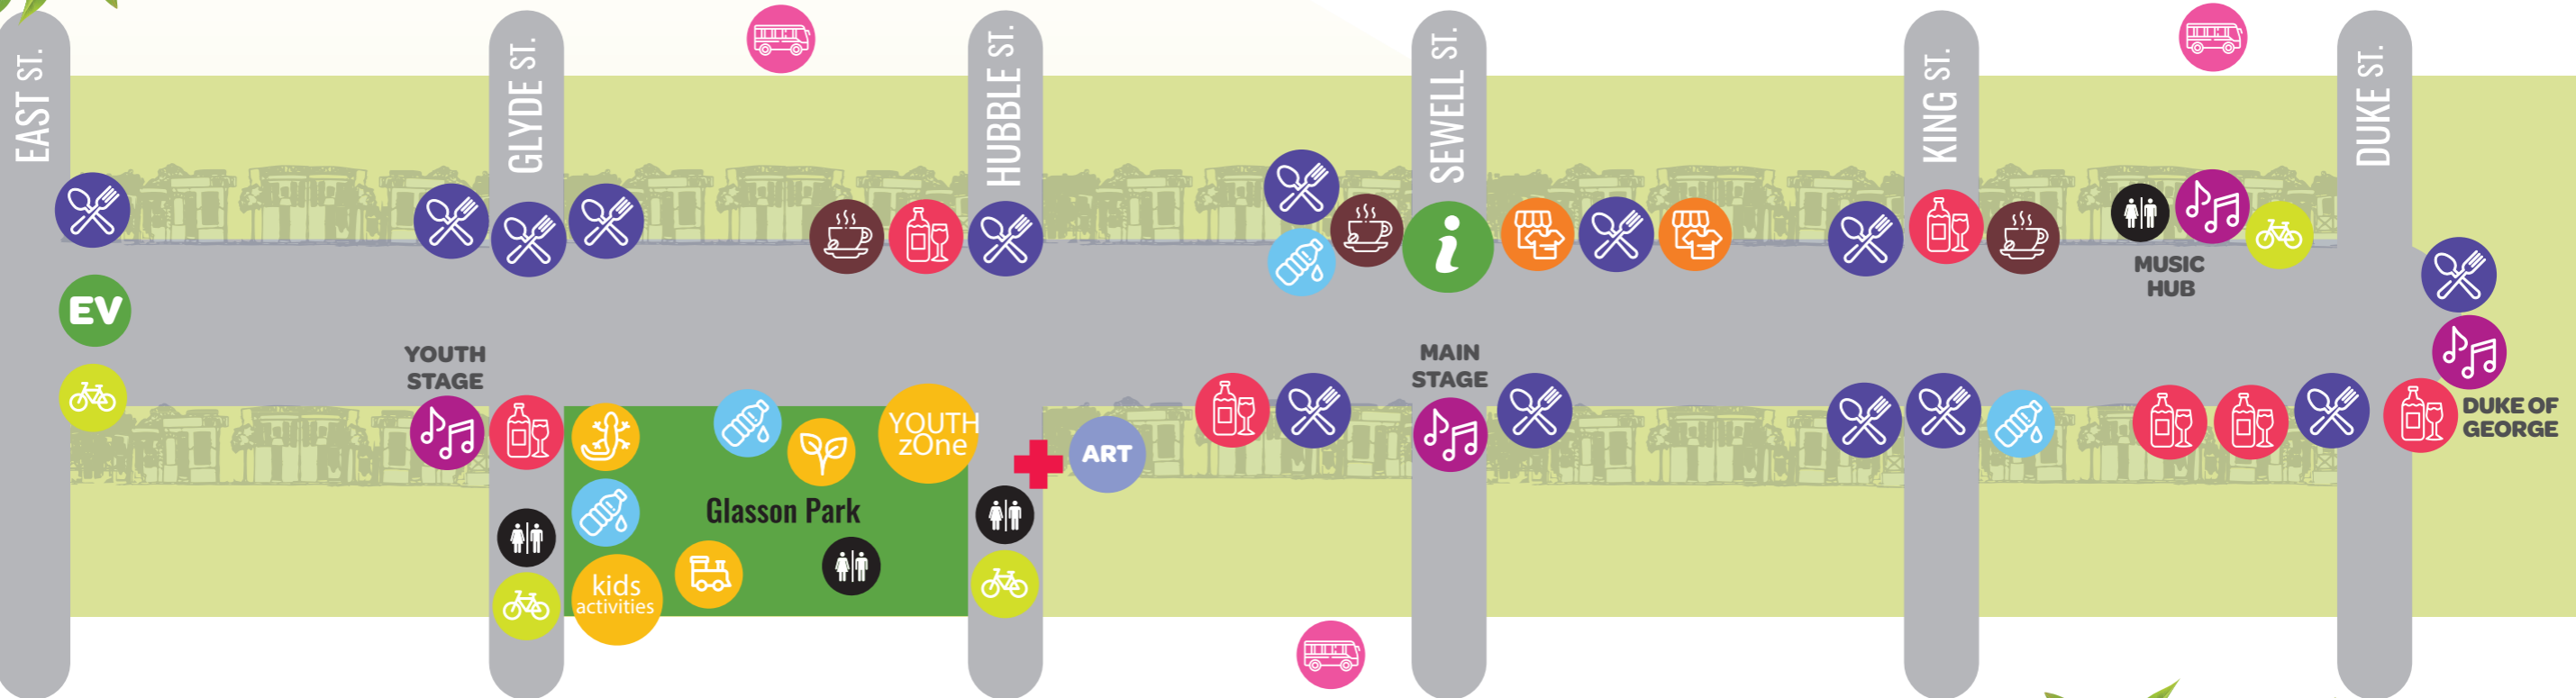 EAST ST.
GLYDE ST.
HUBBLE ST.
SEWELL ST.
KING ST.
DUKE ST.
i
MUSIC
HUB
EV
YOUTH
STAGE
MAIN
STAGE
YOUTH
zOne
ART
DUKE OF
GEORGE
Glasson Park
kids
activities